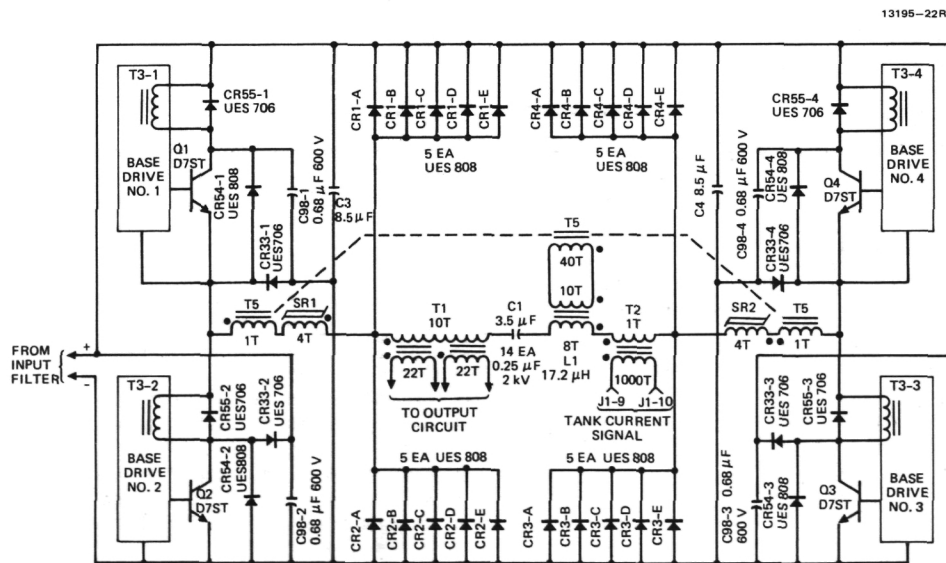 13195-22R
T3-1
CR55-1
UES 706
Q1
D7ST
BASE
DRIVE
NO. 1
CR54-1
UES 808
CR33-1
UES706
C98-1
0.68 µF 600 V
C3
8.5 µF
CR1-A
CR1-B
CR1-C
CR1-D
CR1-E
5 EA
UES 808
CR4-A
CR4-B
CR4-C
CR4-D
CR4-E
5 EA
UES 808
C4 8.5 µF
C98-4 0.68 µF 600 V
CR54-4
UES 808
CR33-4
UES706
T3-4
CR55-4
UES 706
Q4
D7ST
BASE
DRIVE
NO. 4
T5
1T
SR1
4T
T1
10T
22T
22T
TO OUTPUT
CIRCUIT
C1
3.5 µF
14 EA
0.25 µF
2 kV
T5
40T
10T
8T
L1
17.2 µH
T2
1T
1000T
J1-9
J1-10
TANK CURRENT
SIGNAL
SR2
4T
T5
1T
FROM
INPUT
FILTER
+
–
T3-2
CR55-2
UES706
CR33-2
UES 706
CR54-2
UES808
Q2
D7ST
BASE
DRIVE
NO. 2
C98-2
0.68 µF 600 V
5 EA UES 808
CR2-A
CR2-B
CR2-C
CR2-D
CR2-E
5 EA UES 808
CR3-A
CR3-B
CR3-C
CR3-D
CR3-E
C98-3 0.68 µF
600 V
CR33-3
UES 706
CR54-3
UES 808
CR55-3
UES706
T3-3
Q3
D7ST
BASE
DRIVE
NO. 3